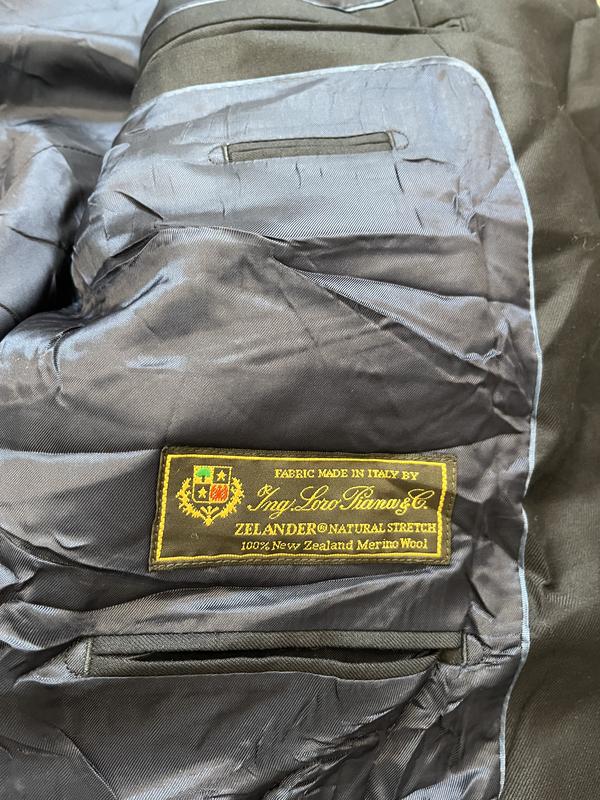 FABRIC MADE IN ITALY BY
Ing. Loro Piana & C.
ZELANDER® NATURAL STRETCH
100% New Zealand Merino Wool